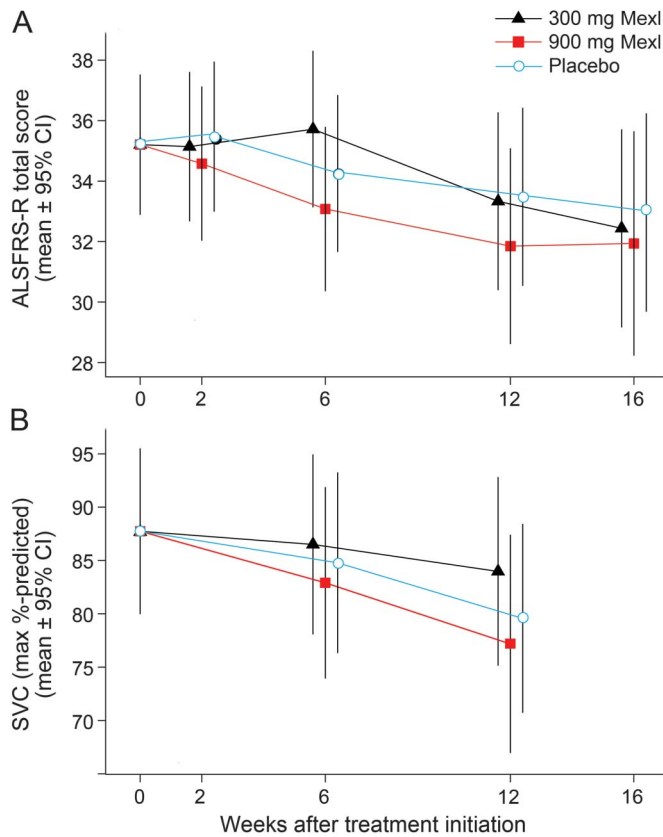 A
300 mg Mexl
900 mg Mexl
Placebo
ALSFRS-R total score
(mean ± 95% CI)
38
36
34
32
30
28
0 2 6 12 16
B
SVC (max %-predicted)
(mean ± 95% CI)
95
90
85
80
75
70
0 2 6 12 16
Weeks after treatment initiation